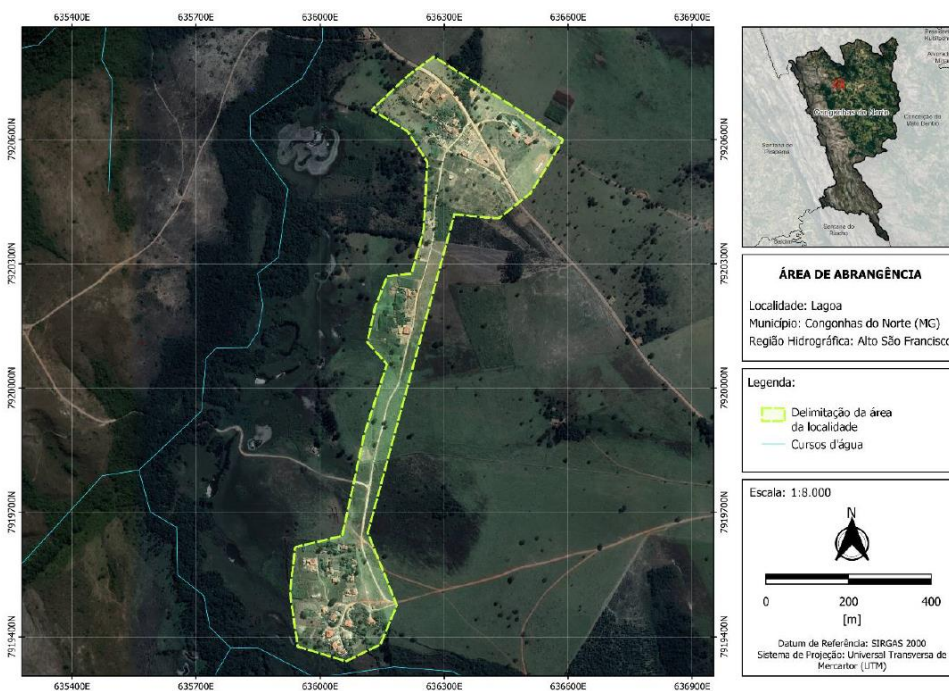 635400E 635700E 636000E 636300E 636600E 636900E
7920600N
7920300N
7920000N
7919700N
7919400N
7920600N
7920300N
7920000N
7919700N
7919400N
635400E 635700E 636000E 636300E 636600E 636900E
Congonhas do Norte
Santana do
Riacho
ÁREA DE ABRANGÊNCIA
Localidade: Lagoa
Município: Congonhas do Norte (MG)
Região Hidrográfica: Alto São Francisco
Legenda:
Delimitação da área
da localidade
Cursos d'água
Escala: 1:8.000
N
0 200 400
[m]
Datum de Referência: SIRGAS 2000
Sistema de Projeção: Universal Transversa de
Mercartor (UTM)